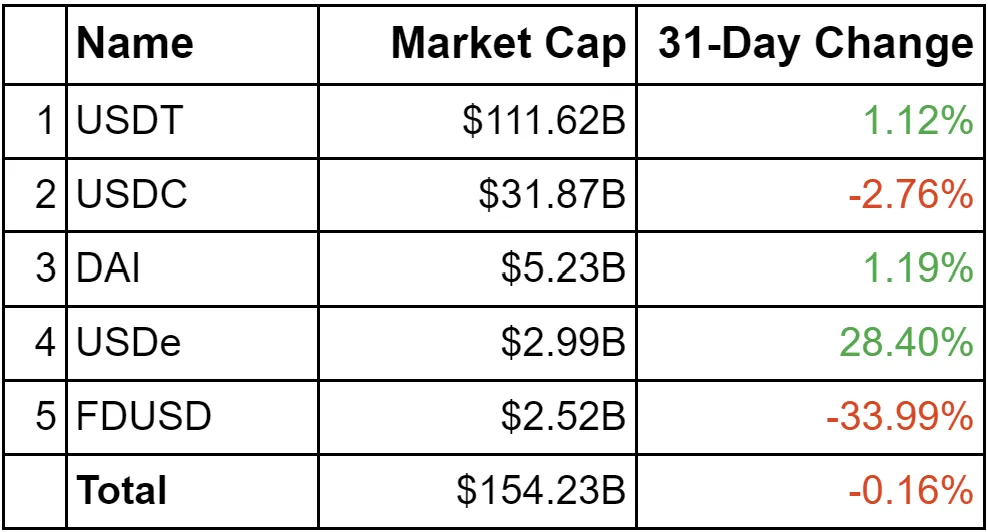 Name Market Cap 31-Day Change
1 USDT $111.62B 1.12%
2 USDC $31.87B -2.76%
3 DAI $5.23B 1.19%
4 USDe $2.99B 28.40%
5 FDUSD $2.52B -33.99%
Total $154.23B -0.16%